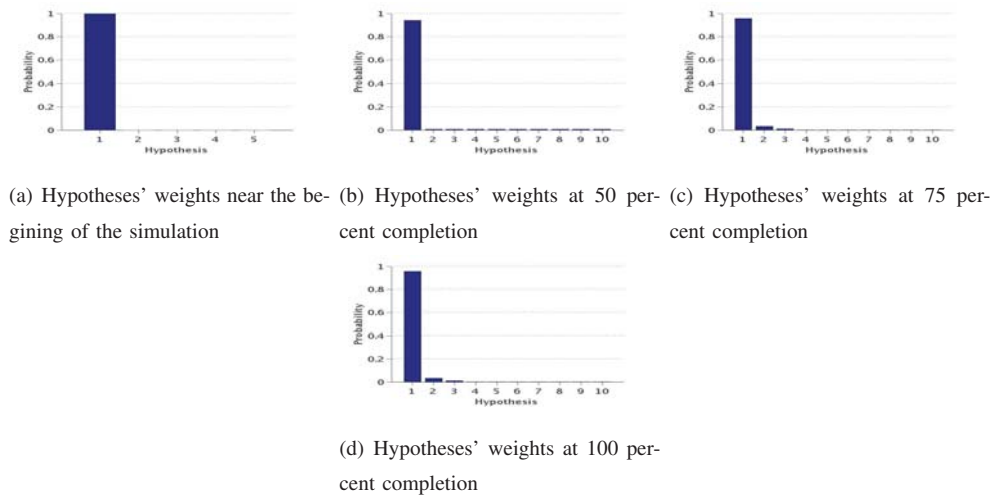 1
0.8
0.6
0.4
0.2
0
Probability
1 2 3 4 5
Hypothesis
1
0.8
0.6
0.4
0.2
0
Probability
1 2 3 4 5 6 7 8 9 10
Hypothesis
1
0.8
0.6
0.4
0.2
0
Probability
1 2 3 4 5 6 7 8 9 10
Hypothesis
(a) Hypotheses' weights near the be-
gining of the simulation
(b) Hypotheses' weights at 50 per-
cent completion
(c) Hypotheses' weights at 75 per-
cent completion
1
0.8
0.6
0.4
0.2
0
Probability
1 2 3 4 5 6 7 8 9 10
Hypothesis
(d) Hypotheses' weights at 100 per-
cent completion